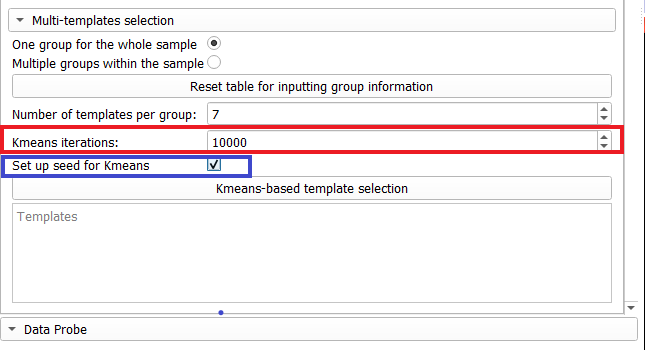 Multi-templates selection
One group for the whole sample
Multiple groups within the sample
Reset table for inputting group information
Number of templates per group: 7
Kmeans iterations: 10000
Set up seed for Kmeans
Kmeans-based template selection
Templates
Data Probe